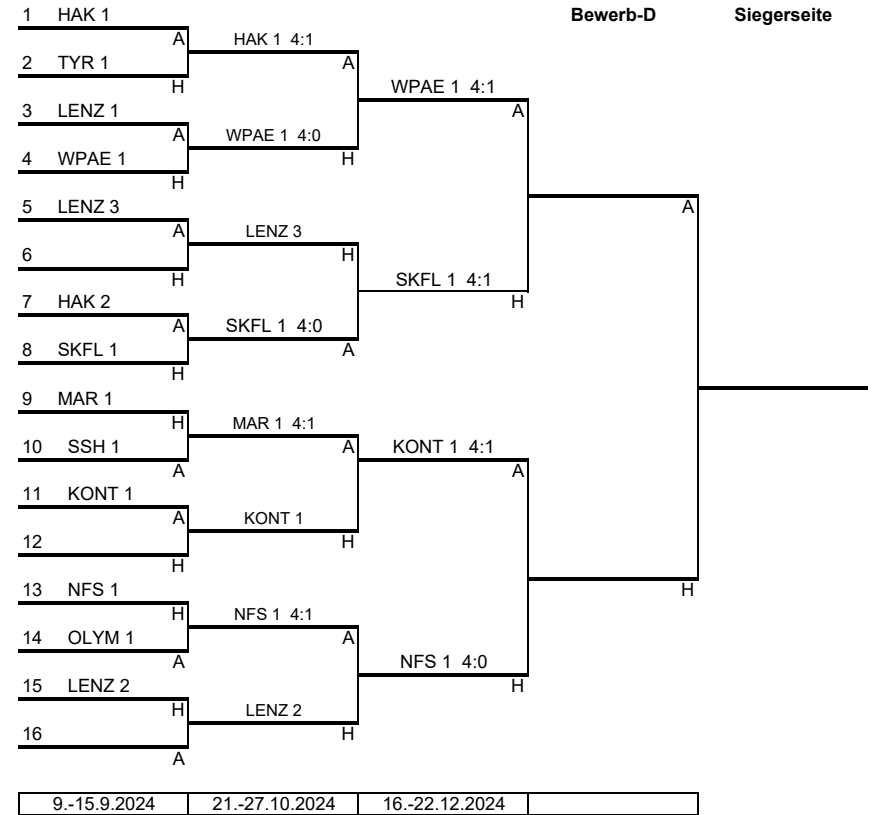 Bewerb-D Siegerseite
1 HAK 1
A
HAK 1 4:1
2 TYR 1
A
H
WPAE 1 4:1
3 LENZ 1
A
A
WPAE 1 4:0
4 WPAE 1
H
H
5 LENZ 3
A
A
LENZ 3
6
H
H
SKFL 1 4:1
7 HAK 2
H
A
SKFL 1 4:0
8 SKFL 1
A
H
9 MAR 1
H
MAR 1 4:1
10 SSH 1
A
KONT 1 4:1
A
A
11 KONT 1
A
KONT 1
12
H
H
13 NFS 1
H
H
NFS 1 4:1
14 OLYM 1
A
A
NFS 1 4:0
15 LENZ 2
H
H
LENZ 2
16
H
A
9.-15.9.2024 21.-27.10.2024 16.-22.12.2024